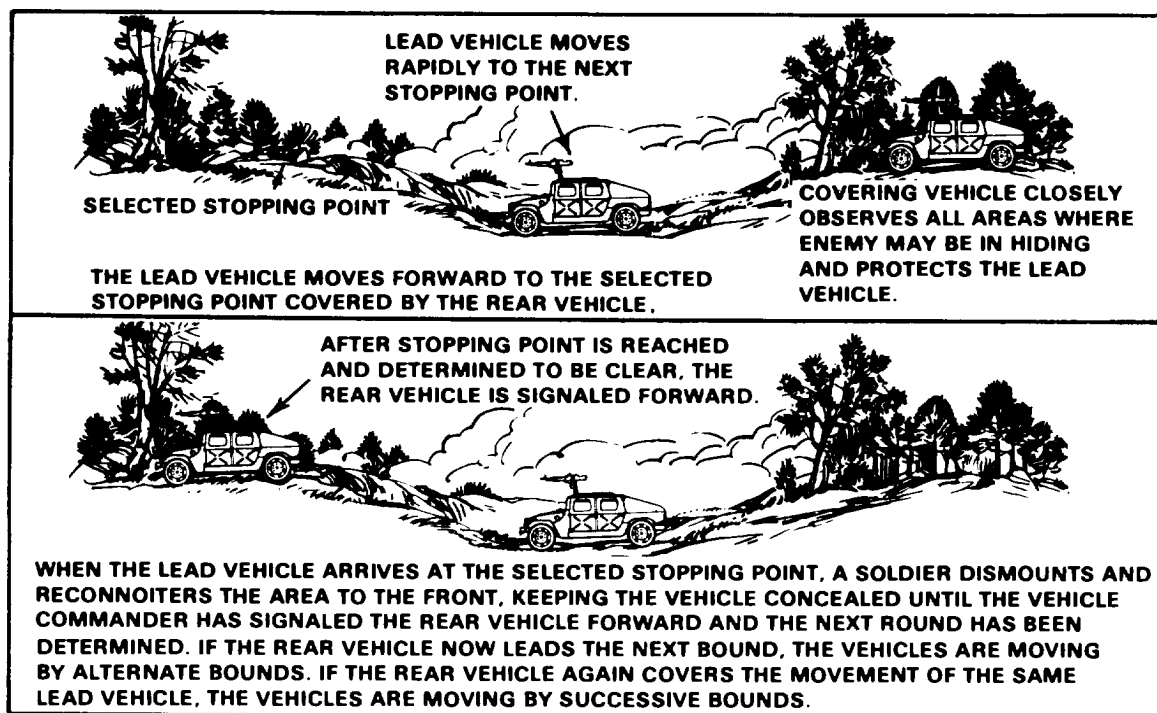 LEAD VEHICLE MOVES
RAPIDLY TO THE NEXT
STOPPING POINT.
SELECTED STOPPING POINT
COVERING VEHICLE CLOSELY
OBSERVES ALL AREAS WHERE
ENEMY MAY BE IN HIDING
AND PROTECTS THE LEAD
VEHICLE.
THE LEAD VEHICLE MOVES FORWARD TO THE SELECTED
STOPPING POINT COVERED BY THE REAR VEHICLE.
AFTER STOPPING POINT IS REACHED
AND DETERMINED TO BE CLEAR, THE
REAR VEHICLE IS SIGNALED FORWARD.
WHEN THE LEAD VEHICLE ARRIVES AT THE SELECTED STOPPING POINT, A SOLDIER DISMOUNTS AND
RECONNOITERS THE AREA TO THE FRONT, KEEPING THE VEHICLE CONCEALED UNTIL THE VEHICLE
COMMANDER HAS SIGNALED THE REAR VEHICLE FORWARD AND THE NEXT ROUND HAS BEEN
DETERMINED. IF THE REAR VEHICLE NOW LEADS THE NEXT BOUND, THE VEHICLES ARE MOVING
BY ALTERNATE BOUNDS. IF THE REAR VEHICLE AGAIN COVERS THE MOVEMENT OF THE SAME
LEAD VEHICLE, THE VEHICLES ARE MOVING BY SUCCESSIVE BOUNDS.